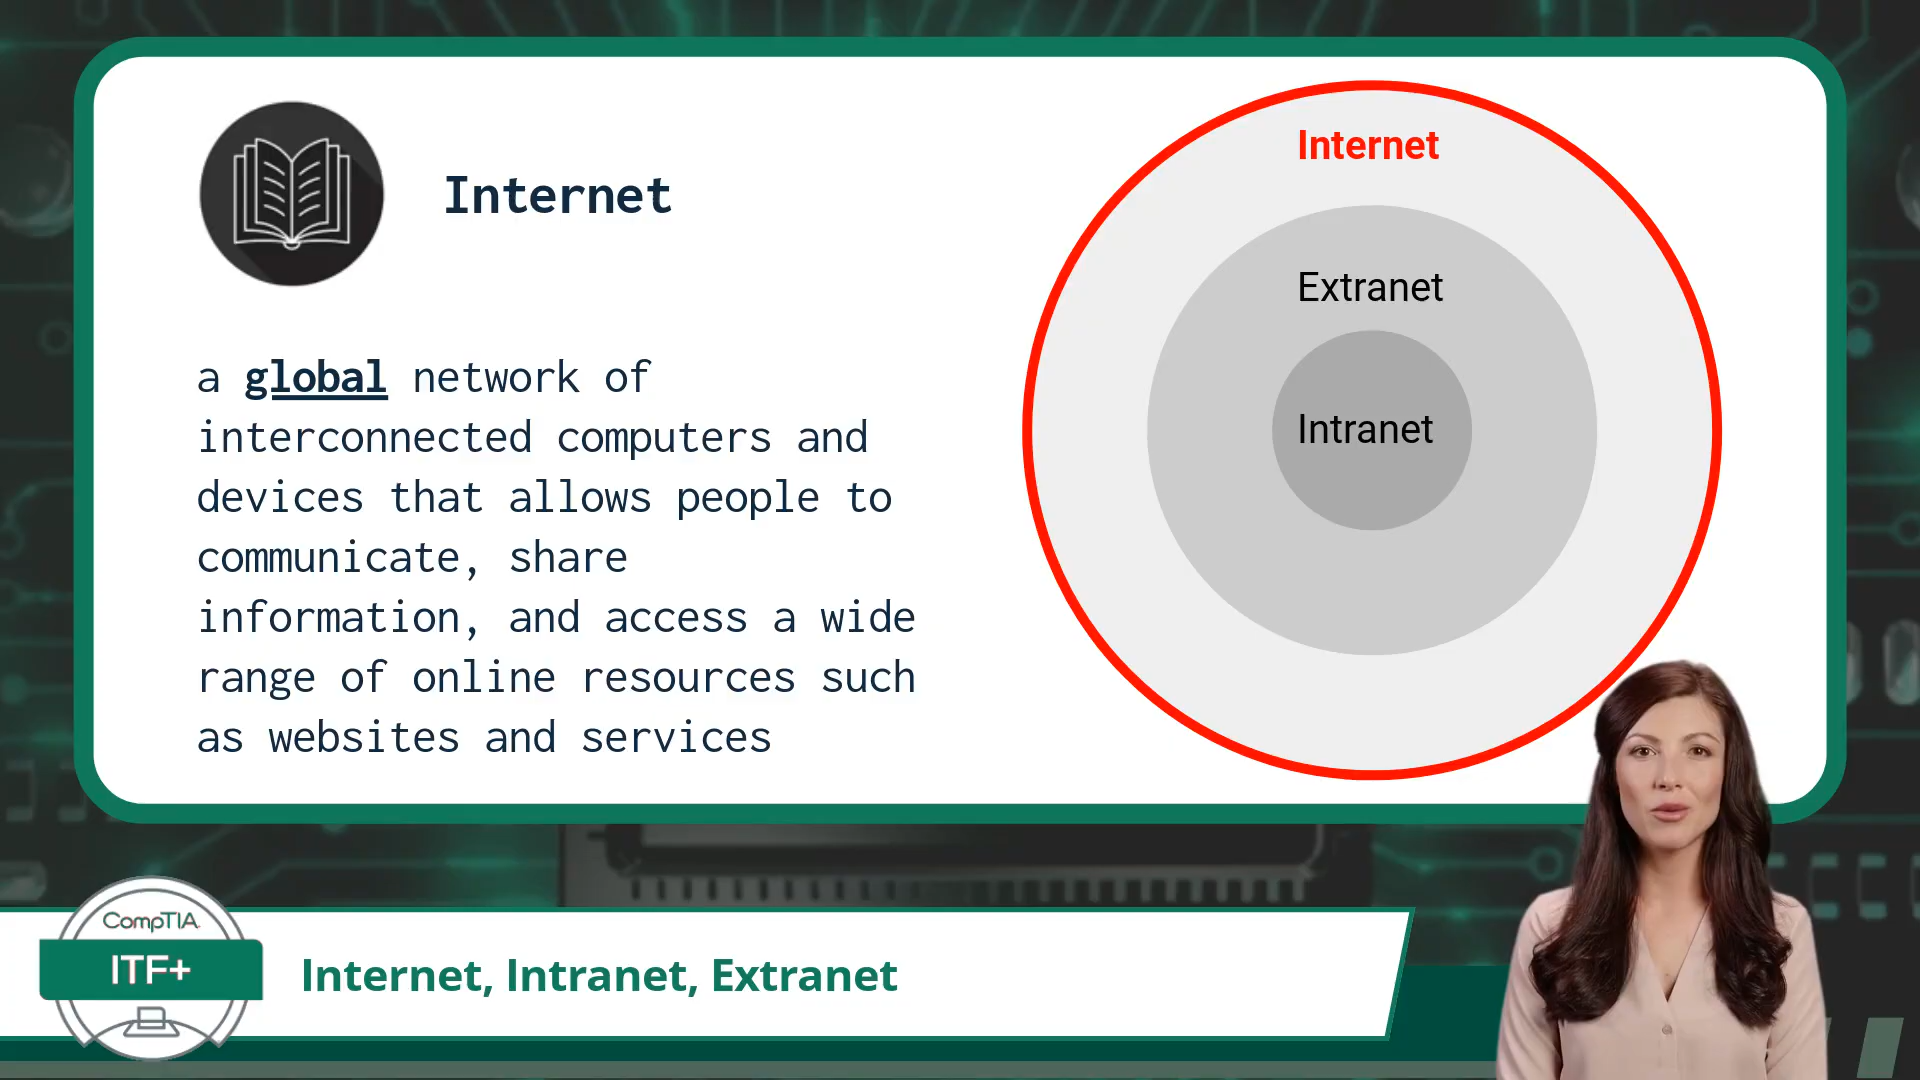 Internet
a global network of
interconnected computers and
devices that allows people to
communicate, share
information, and access a wide
range of online resources such
as websites and services
Internet
Extranet
Intranet
CompTIA
ITF+
Internet, Intranet, Extranet